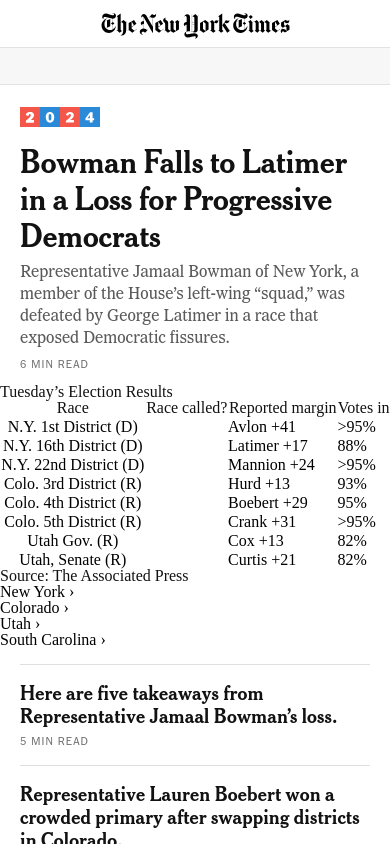 The New York Times
2024
Bowman Falls to Latimer
in a Loss for Progressive
Democrats
Representative Jamaal Bowman of New York, a
member of the House’s left-wing “squad,” was
defeated by George Latimer in a race that
exposed Democratic fissures.
6 MIN READ
Tuesday’s Election Results
Race Race called? Reported margin Votes in
N.Y. 1st District (D) Avlon +41 >95%
N.Y. 16th District (D) Latimer +17 88%
N.Y. 22nd District (D) Mannion +24 >95%
Colo. 3rd District (R) Hurd +13 93%
Colo. 4th District (R) Boebert +29 95%
Colo. 5th District (R) Crank +31 >95%
Utah Gov. (R) Cox +13 82%
Utah, Senate (R) Curtis +21 82%
Source: The Associated Press
New York ›
Colorado ›
Utah ›
South Carolina ›
Here are five takeaways from
Representative Jamaal Bowman’s loss.
5 MIN READ
Representative Lauren Boebert won a
crowded primary after swapping districts
in Colorado.